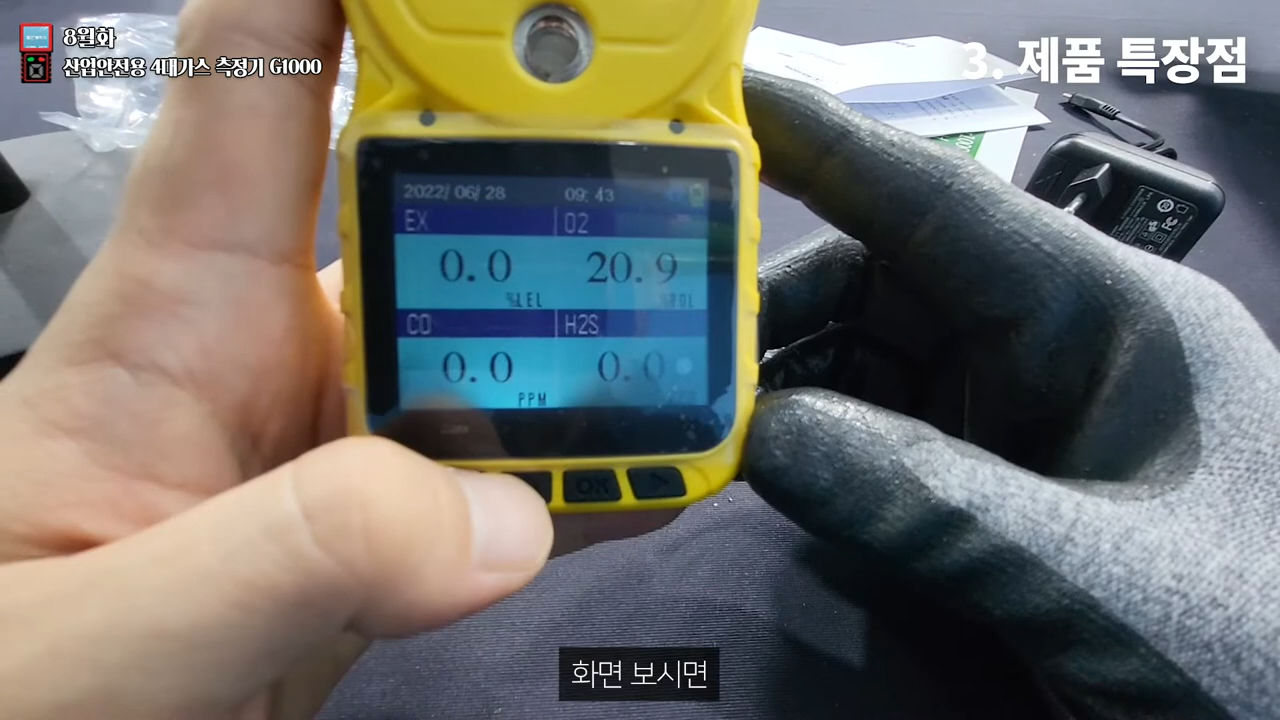 8월화
산업안전용 4대가스 측정기 G1000
3. 제품 특장점
2022/ 06/ 28 09: 43
EX O2
0.0 20.9
%LEL %VOL
CO H2S
0.0 0.0
PPM
OK
화면 보시면